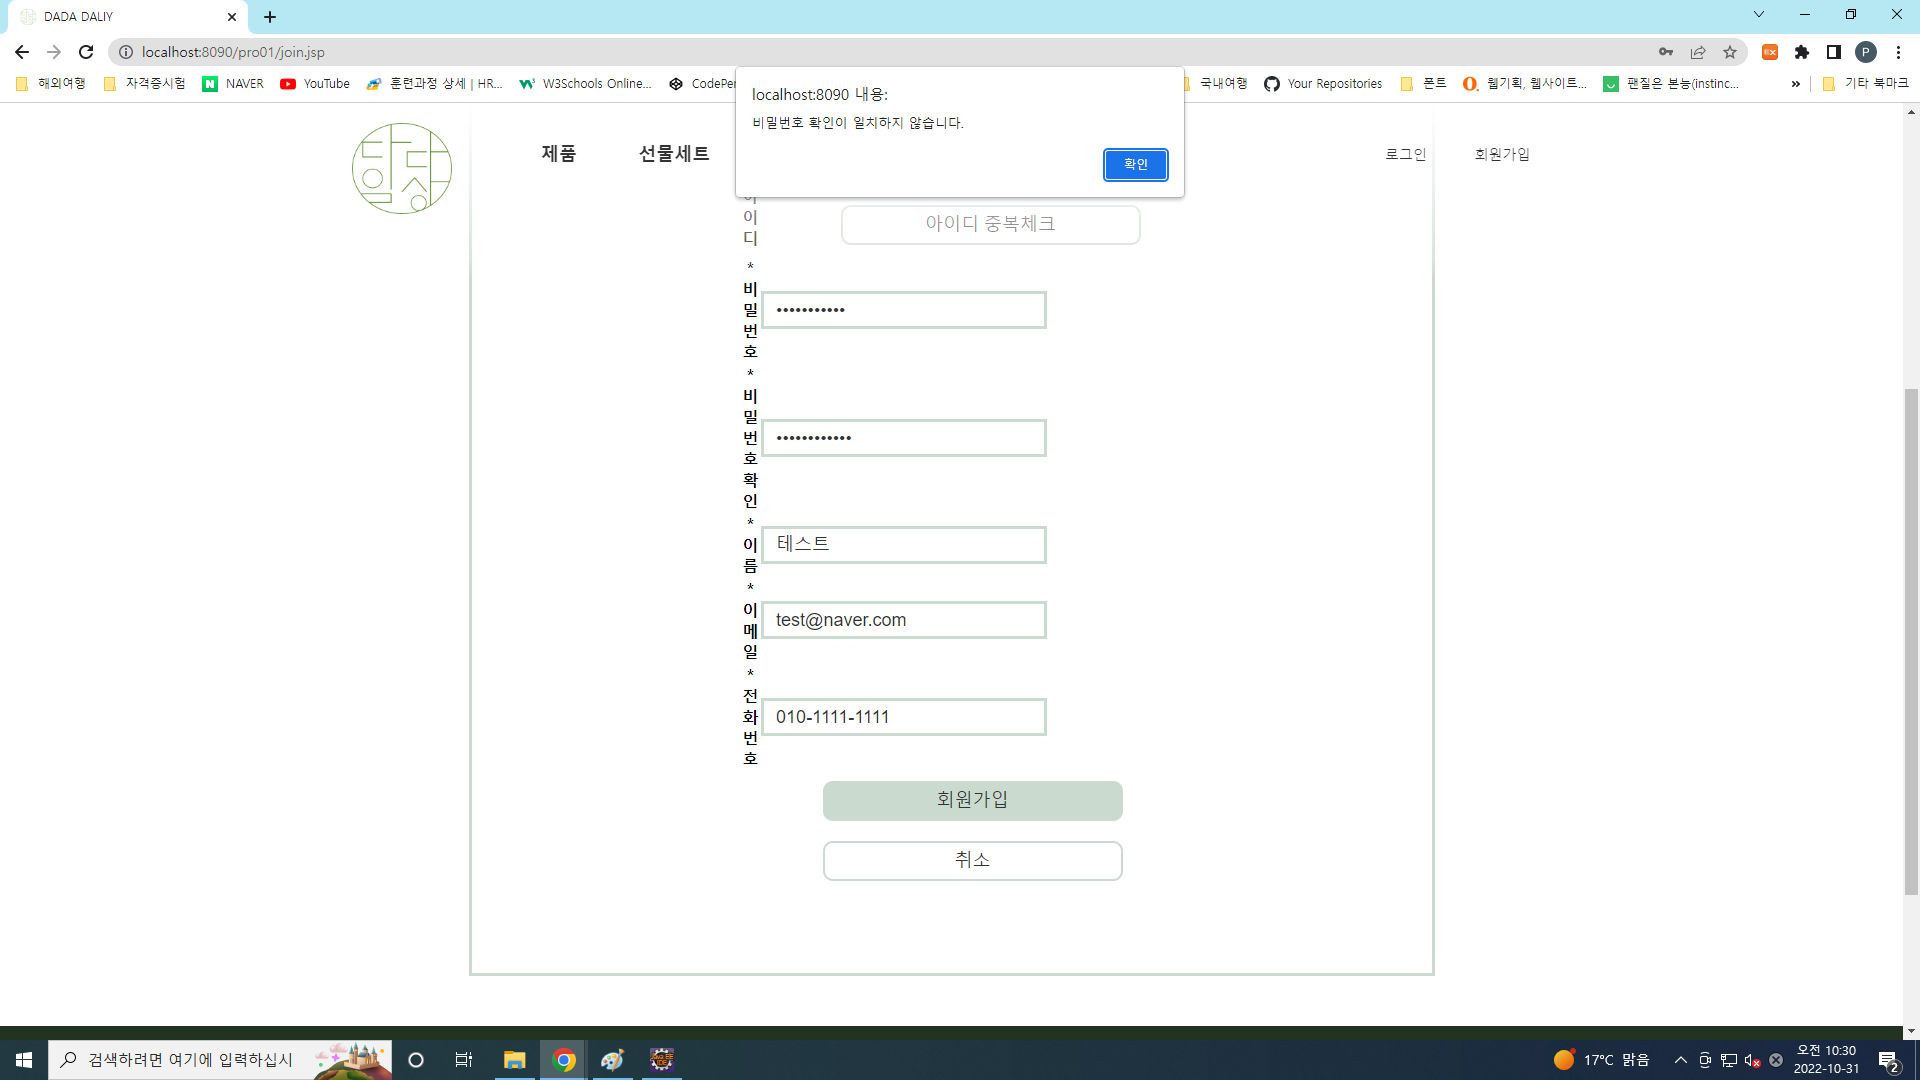 DADA DALIY
localhost:8090/pro01/join.jsp
P
해외여행
자격증시험
NAVER
YouTube
훈련과정 상세 | HR...
W3Schools Online...
CodePe
국내여행
Your Repositories
폰트
웹기획, 웹사이트...
팬질은 본능(instinc...
»
기타 북마크
localhost:8090 내용:
비밀번호 확인이 일치하지 않습니다.
확인
일상
제품
선물세트
로그인
회원가입
이
디
아이디 중복체크
*
비
밀
번
호
•••••••••••
*
비
밀
번
호
확
인
••••••••••••
*
이
름
테스트
*
이
메
일
test@naver.com
*
전
화
번
호
010-1111-1111
회원가입
취소
검색하려면 여기에 입력하십시
17°C 맑음
오전 10:30
2022-10-31
2